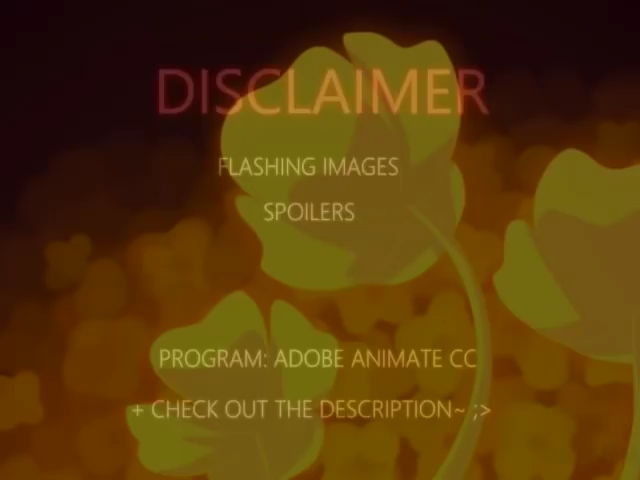 DISCLAIMER
FLASHING IMAGES
SPOILERS
PROGRAM: ADOBE ANIMATE CC
+ CHECK OUT THE DESCRIPTION~ ;>